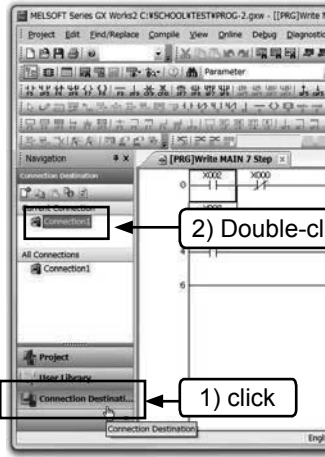 MELSOFT Series GX Works2 C:¥SCHOOL¥TEST¥PROG-2.gxw - [[PRG]Write M
Project Edit Find/Replace Compile View Online Debug Diagnostic
Parameter
Navigation
[PRG]Write MAIN 7 Step
Connection Destination
X002 X000
0
Current Connection
Connection1
2) Double-cl
All Connections
4
Connection1
6
Project
User Library
Connection Destinati...
1) click
Connection Destination
Engl